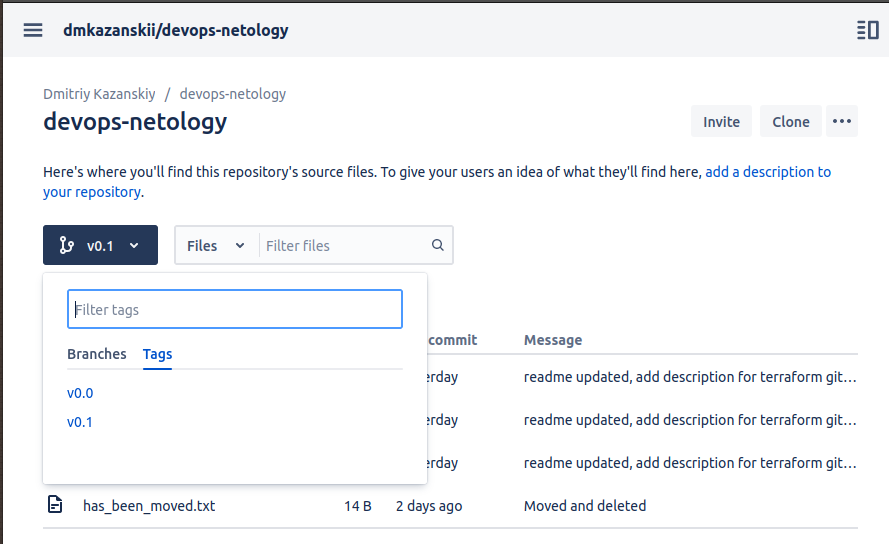 dmkazanskii/devops-netology
Dmitriy Kazanskiy / devops-netology
devops-netology
Invite Clone
Here's where you'll find this repository's source files. To give your users an idea of what they'll find here, add a description to
your repository.
v0.1 Files Filter files
Filter tags
Branches Tags
v0.0
v0.1
commit Message
erday readme updated, add description for terraform git…
erday readme updated, add description for terraform git…
erday readme updated, add description for terraform git…
has_been_moved.txt 14 B 2 days ago Moved and deleted